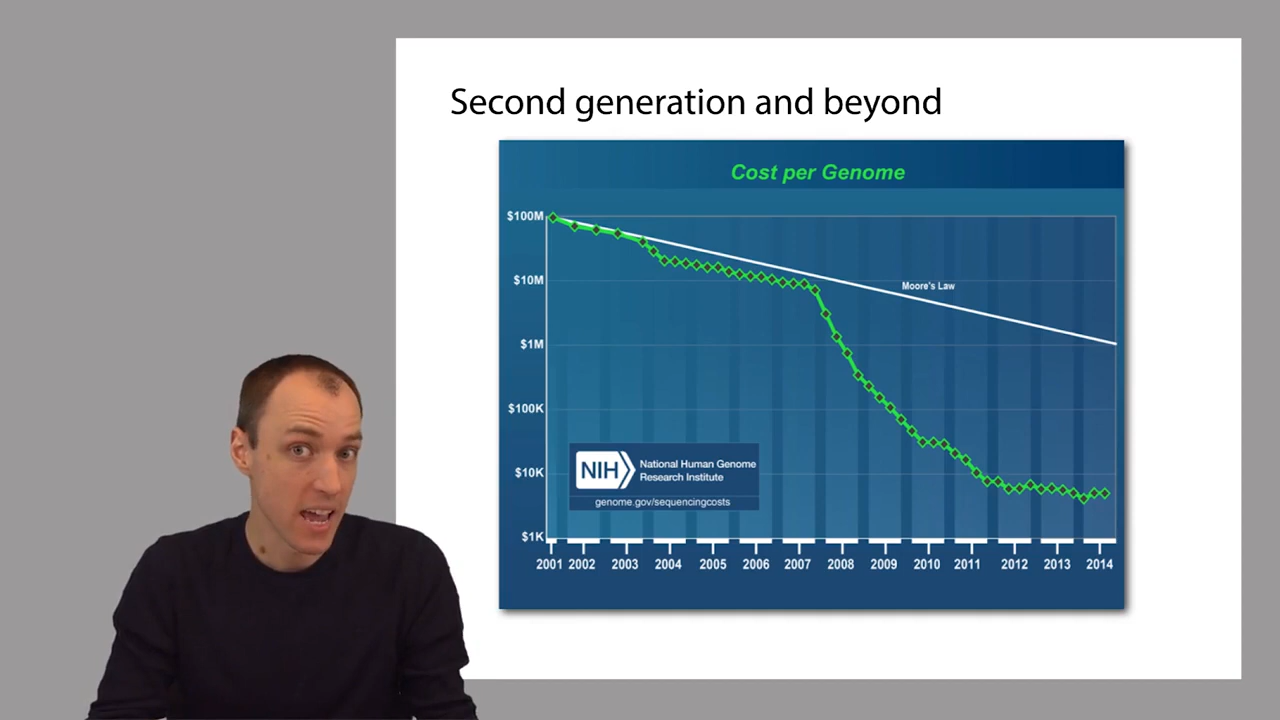 Second generation and beyond
Cost per Genome
$100M
$10M
Moore's Law
$1M
$100K
NIH
National Human Genome
Research Institute
$10K
genome.gov/sequencingcosts
$1K
2001 2002 2003 2004 2005 2006 2007 2008 2009 2010 2011 2012 2013 2014